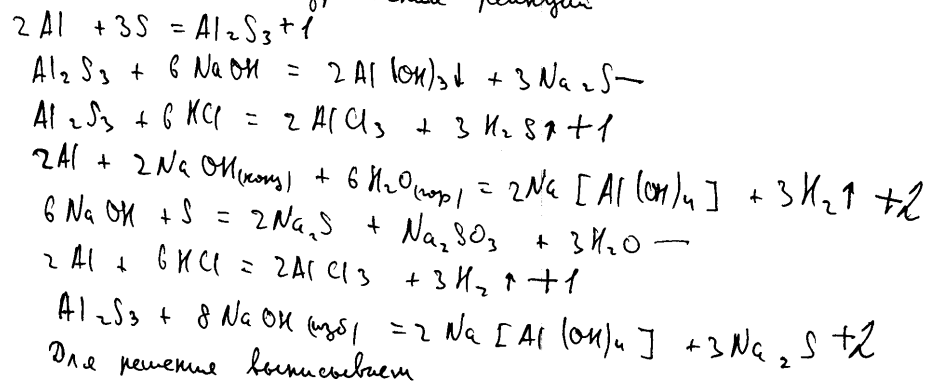 реакций
2Al + 3S = Al₂S₃ +1
Al₂S₃ + 6NaOH = 2Al(OH)₃↓ + 3Na₂S —
Al₂S₃ + 6HCl = 2AlCl₃ + 3H₂S↑ +1
2Al + 2NaOH(конц) + 6H₂O(гор) = 2Na[Al(OH)₄] + 3H₂↑ +2
6NaOH + S = 2Na₂S + Na₂SO₃ + 3H₂O —
2Al + 6HCl = 2AlCl₃ + 3H₂↑ +1
Al₂S₃ + 8NaOH(изб) = 2Na[Al(OH)₄] + 3Na₂S +2
Для решения выписываем